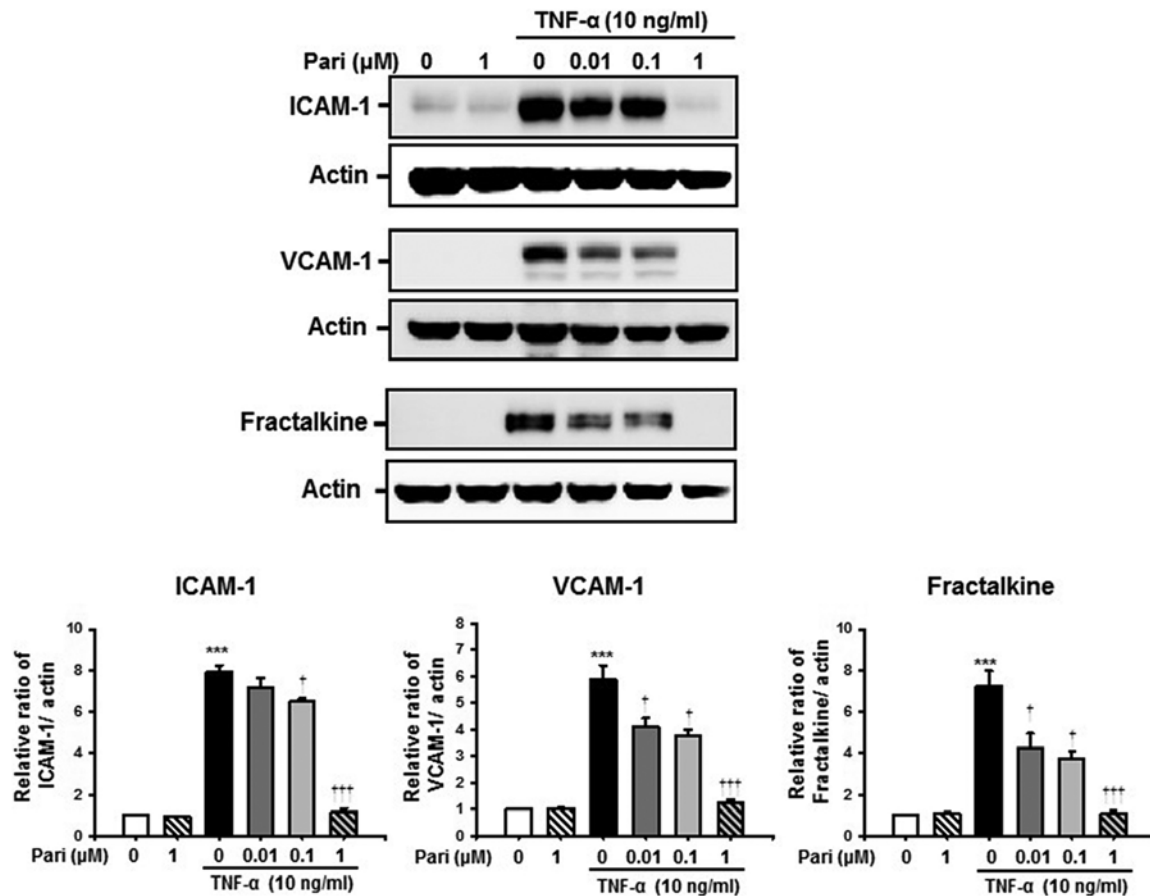 TNF-α (10 ng/ml)
Pari (µM) 0 1 0 0.01 0.1 1
ICAM-1
Actin
VCAM-1
Actin
Fractalkine
Actin
ICAM-1
Relative ratio of
ICAM-1/ actin
10
8
6
4
2
0
***
†
†††
Pari (µM) 0 1 0 0.01 0.1 1
TNF-α (10 ng/ml)
VCAM-1
Relative ratio of
VCAM-1/ actin
8
7
6
5
4
3
2
1
0
***
†
†
†††
Pari (µM) 0 1 0 0.01 0.1 1
TNF-α (10 ng/ml)
Fractalkine
Relative ratio of
Fractalkine/ actin
10
8
6
4
2
0
***
†
†
†††
Pari (µM) 0 1 0 0.01 0.1 1
TNF-α (10 ng/ml)